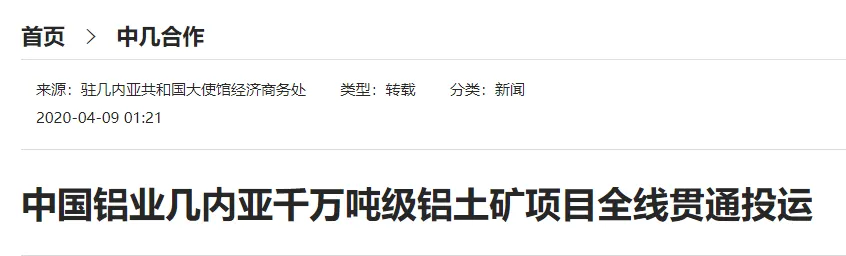 首页 > 中几合作
来源：驻几内亚共和国大使馆经济商务处 类型：转载 分类：新闻
2020-04-09 01:21
中国铝业几内亚千万吨级铝土矿项目全线贯通投运